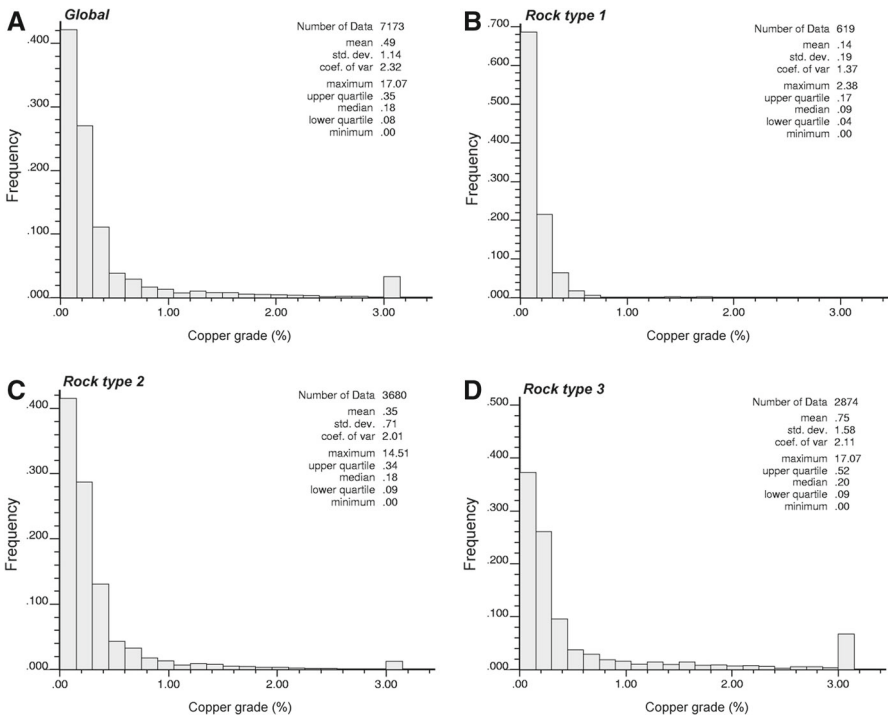 A
Global
Number of Data 7173
mean .49
std. dev. 1.14
coef. of var 2.32
maximum 17.07
upper quartile .35
median .18
lower quartile .08
minimum .00
Frequency
.400
.300
.200
.100
.000
.00 1.00 2.00 3.00
Copper grade (%)
B
Rock type 1
Number of Data 619
mean .14
std. dev. .19
coef. of var 1.37
maximum 2.38
upper quartile .17
median .09
lower quartile .04
minimum .00
Frequency
.700
.600
.500
.400
.300
.200
.100
.000
.00 1.00 2.00 3.00
Copper grade (%)
C
Rock type 2
Number of Data 3680
mean .35
std. dev. .71
coef. of var 2.01
maximum 14.51
upper quartile .34
median .18
lower quartile .09
minimum .00
Frequency
.400
.300
.200
.100
.000
.00 1.00 2.00 3.00
Copper grade (%)
D
Rock type 3
Number of Data 2874
mean .75
std. dev. 1.58
coef. of var 2.11
maximum 17.07
upper quartile .52
median .20
lower quartile .09
minimum .00
Frequency
.500
.400
.300
.200
.100
.000
.00 1.00 2.00 3.00
Copper grade (%)